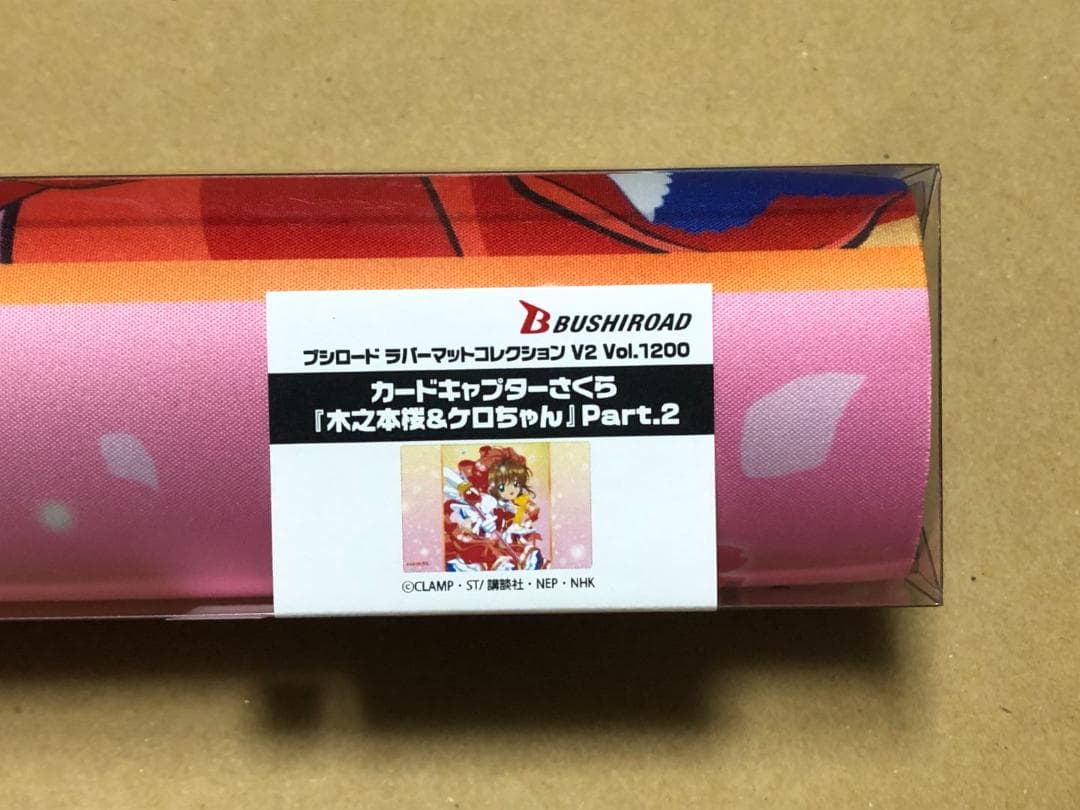 BUSHIROAD
ブシロード ラバーマットコレクション V2 Vol.1200
カードキャプターさくら
『木之本桜&ケロちゃん』Part.2
©CLAMP・ST/講談社・NEP・NHK